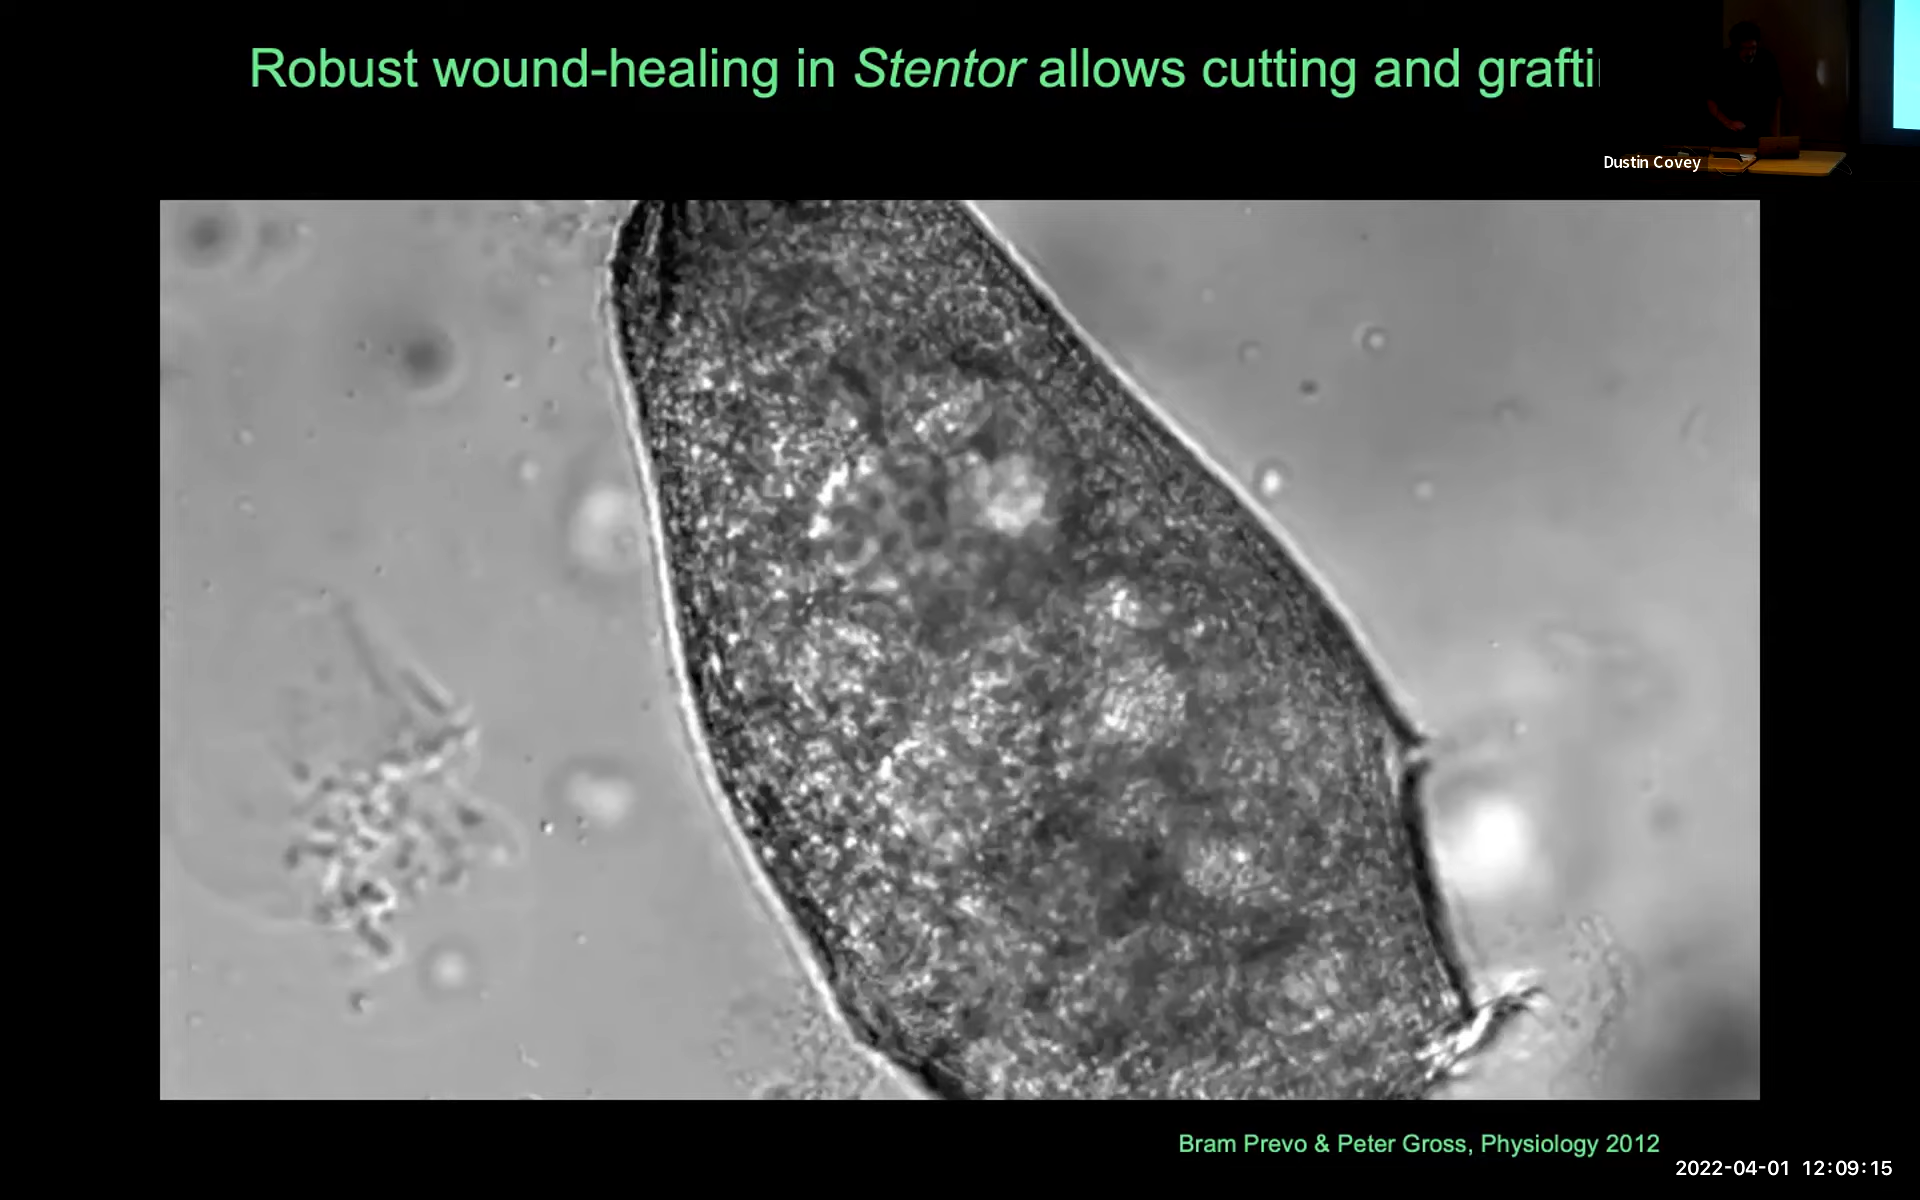 Robust wound-healing in Stentor allows cutting and grafti
Dustin Covey
Bram Prevo & Peter Gross, Physiology 2012
2022-04-01 12:09:15